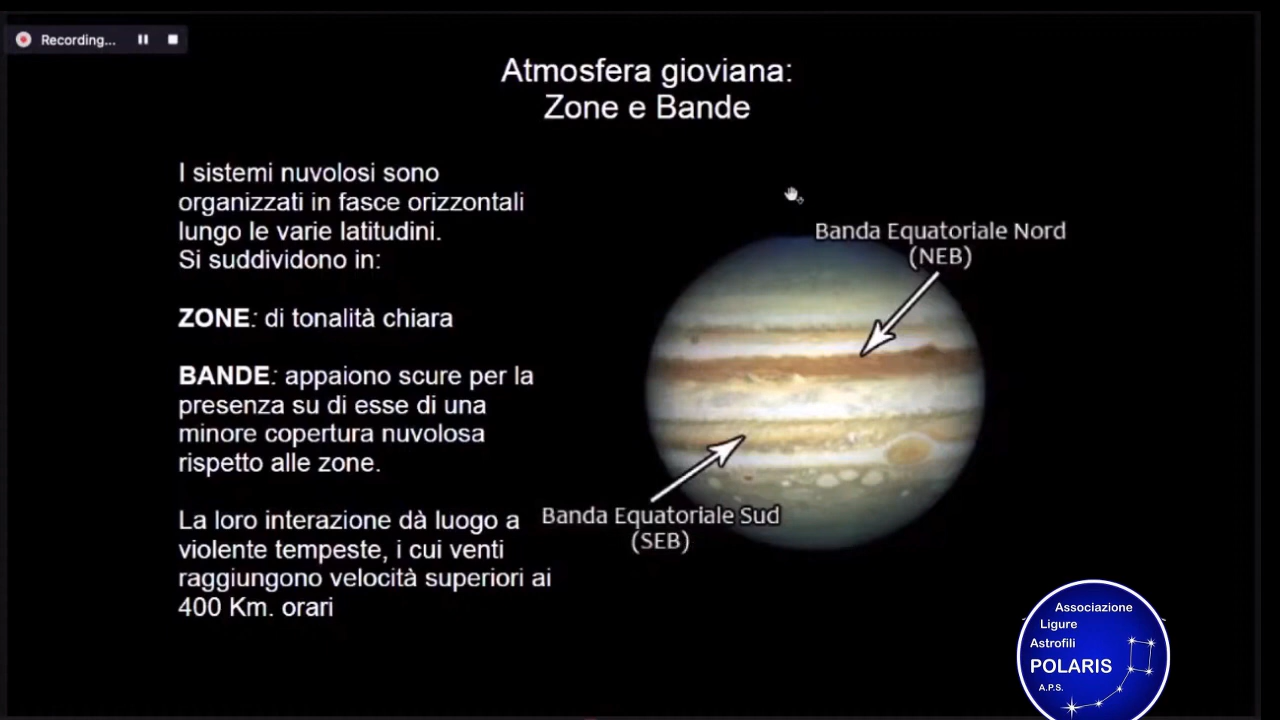 Recording...
Atmosfera gioviana:
Zone e Bande
I sistemi nuvolosi sono
organizzati in fasce orizzontali
lungo le varie latitudini.
Si suddividono in:
ZONE: di tonalità chiara
BANDE: appaiono scure per la
presenza su di esse di una
minore copertura nuvolosa
rispetto alle zone.
La loro interazione dà luogo a
violente tempeste, i cui venti
raggiungono velocità superiori ai
400 Km. orari
Banda Equatoriale Nord
(NEB)
Banda Equatoriale Sud
(SEB)
Associazione
Ligure
Astrofili
POLARIS
A.P.S.